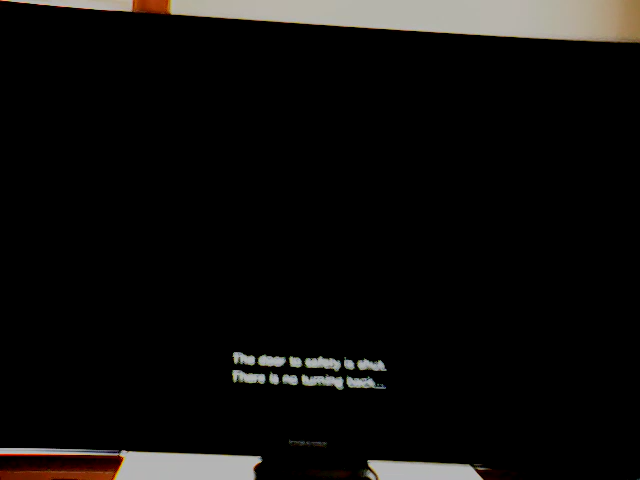 The door to safety is shut.
There is no turning back...